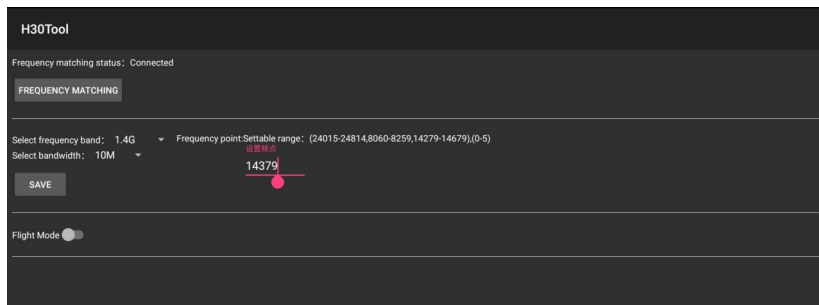 H30Tool
Frequency matching status：Connected
FREQUENCY MATCHING
Select frequency band： 1.4G
Frequency point:Settable range：(24015-24814,8060-8259,14279-14679),(0-5)
设置频点
Select bandwidth： 10M
14379
SAVE
Flight Mode